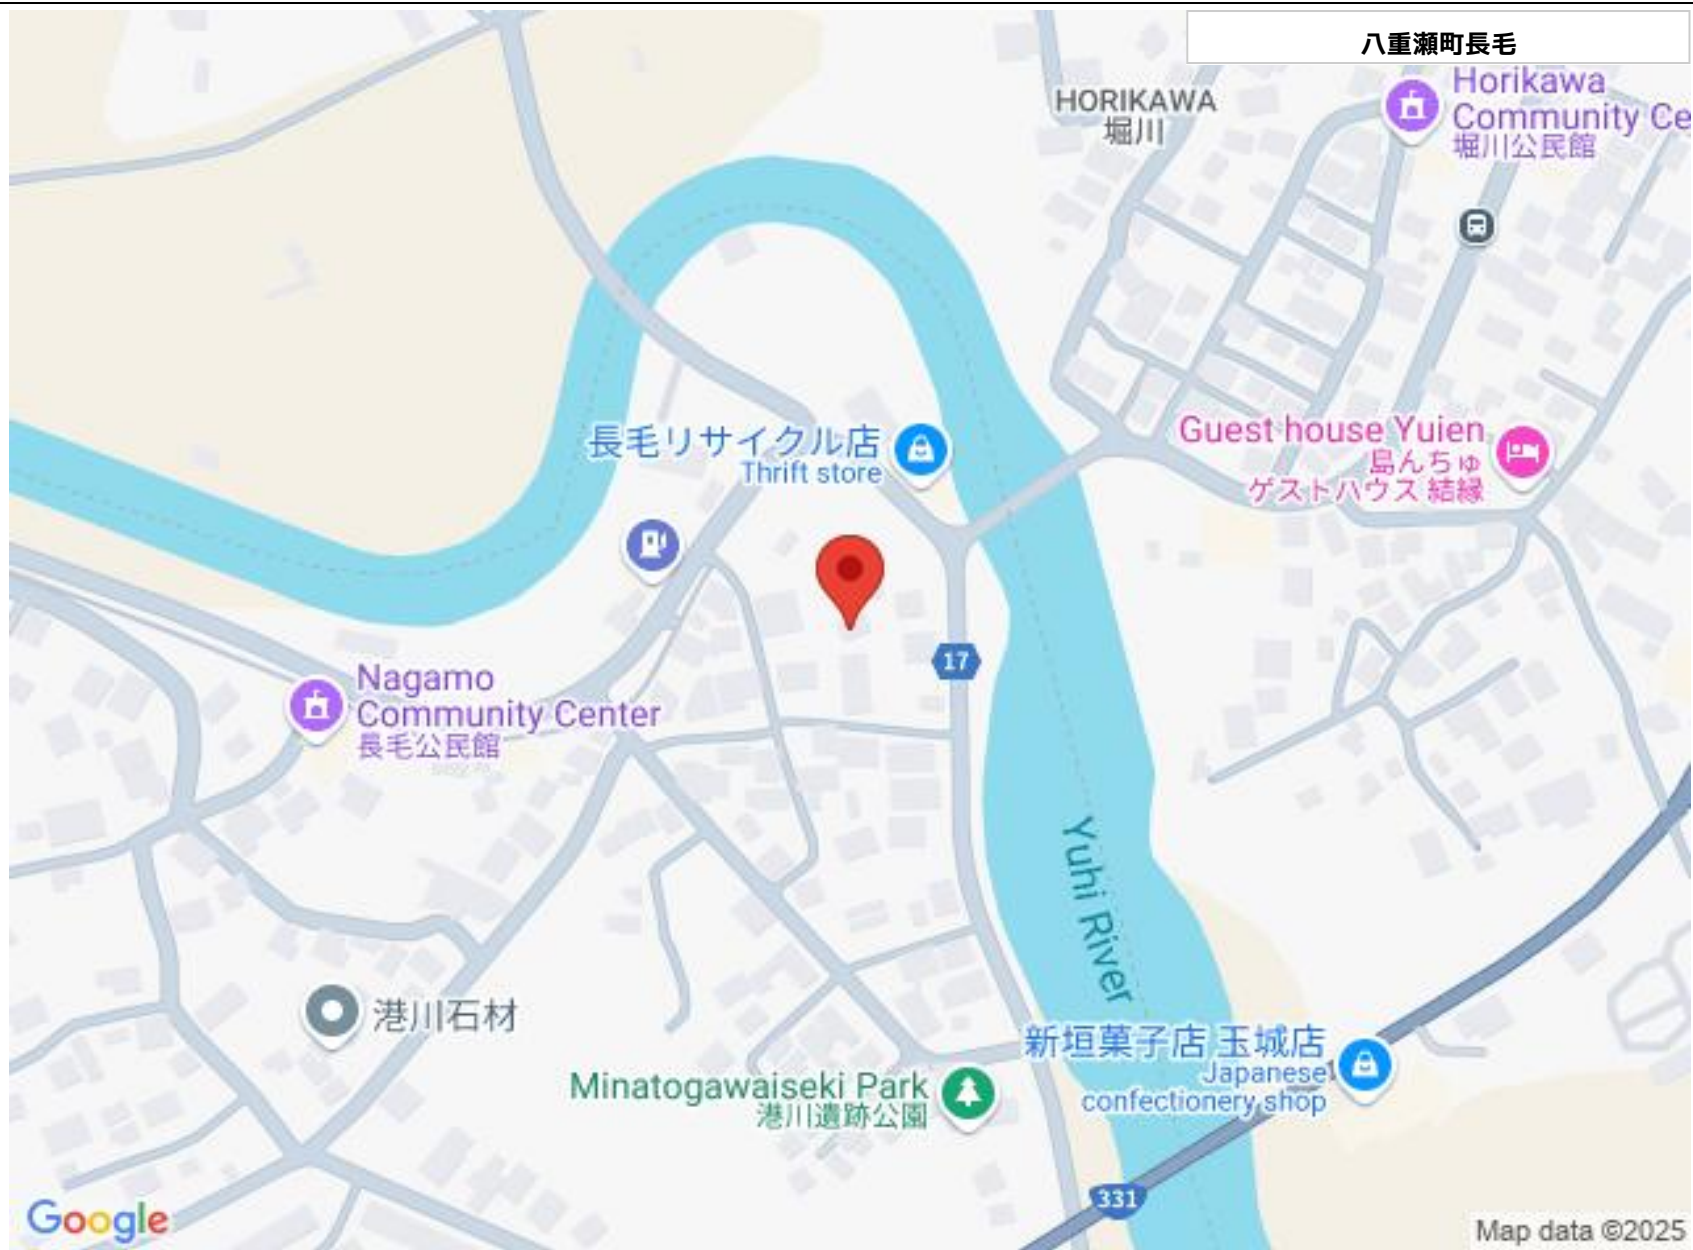 八重瀬町長毛
HORIKAWA
堀川
Horikawa
Community Ce
堀川公民館
長毛リサイクル店
Thrift store
Guest house Yuien
島んちゅ
ゲストハウス 結縁
17
Nagamo
Community Center
長毛公民館
Yuhi River
港川石材
新垣菓子店 玉城店
Japanese
confectionery shop
Minatogawaiseki Park
港川遺跡公園
331
Google
Map data ©2025